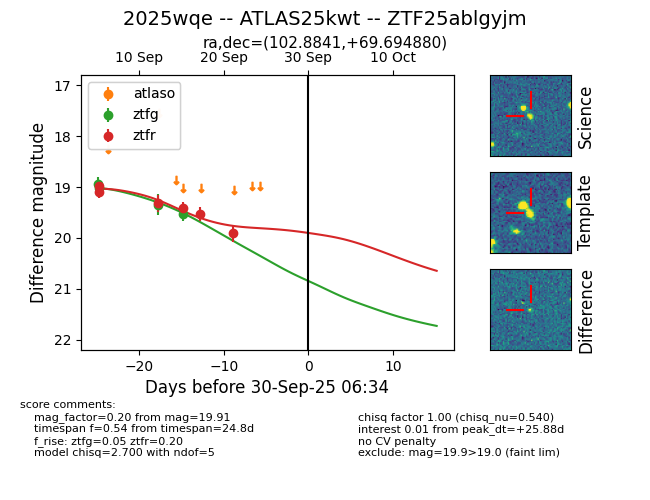 2025wqe -- ATLAS25kwt -- ZTF25ablgyjm
ra,dec=(102.8841,+69.694880)
10 Sep 20 Sep 30 Sep 10 Oct
17
18
19
20
21
22
Difference magnitude
atlaso
ztfg
ztfr
−20 −10 0 10
Days before 30-Sep-25 06:34
Science
Template
Difference
score comments:
mag_factor=0.20 from mag=19.91
timespan f=0.54 from timespan=24.8d
f_rise: ztfg=0.05 ztfr=0.20
model chisq=2.700 with ndof=5
chisq factor 1.00 (chisq_nu=0.540)
interest 0.01 from peak_dt=+25.88d
no CV penalty
exclude: mag=19.9>19.0 (faint lim)